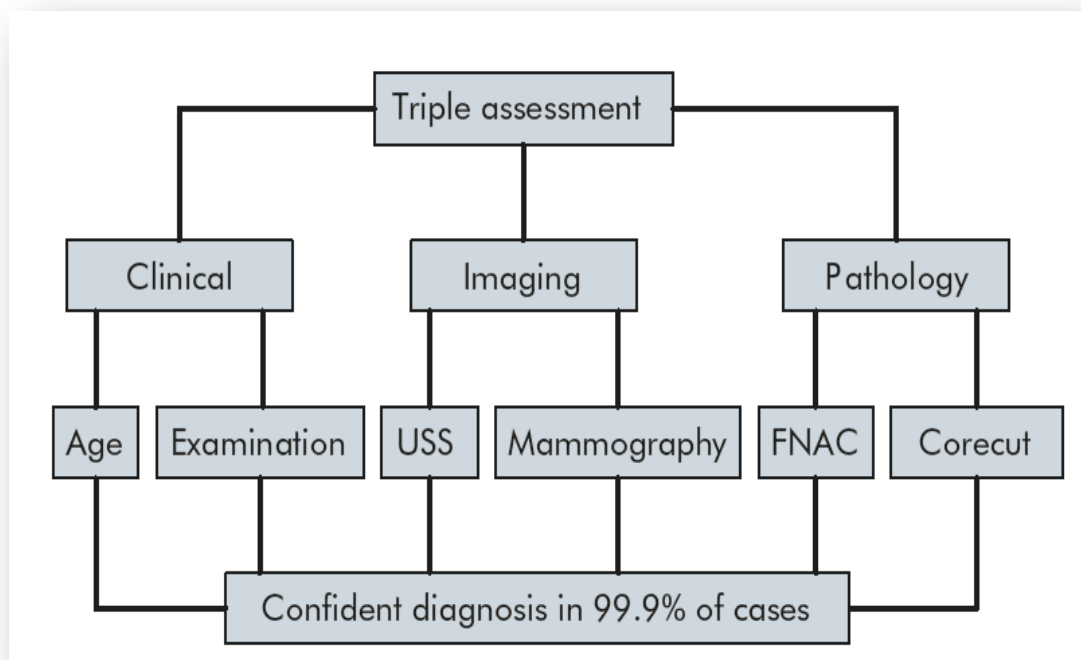 Triple assessment
Clinical
Imaging
Pathology
Age
Examination
USS
Mammography
FNAC
Corecut
Confident diagnosis in 99.9% of cases